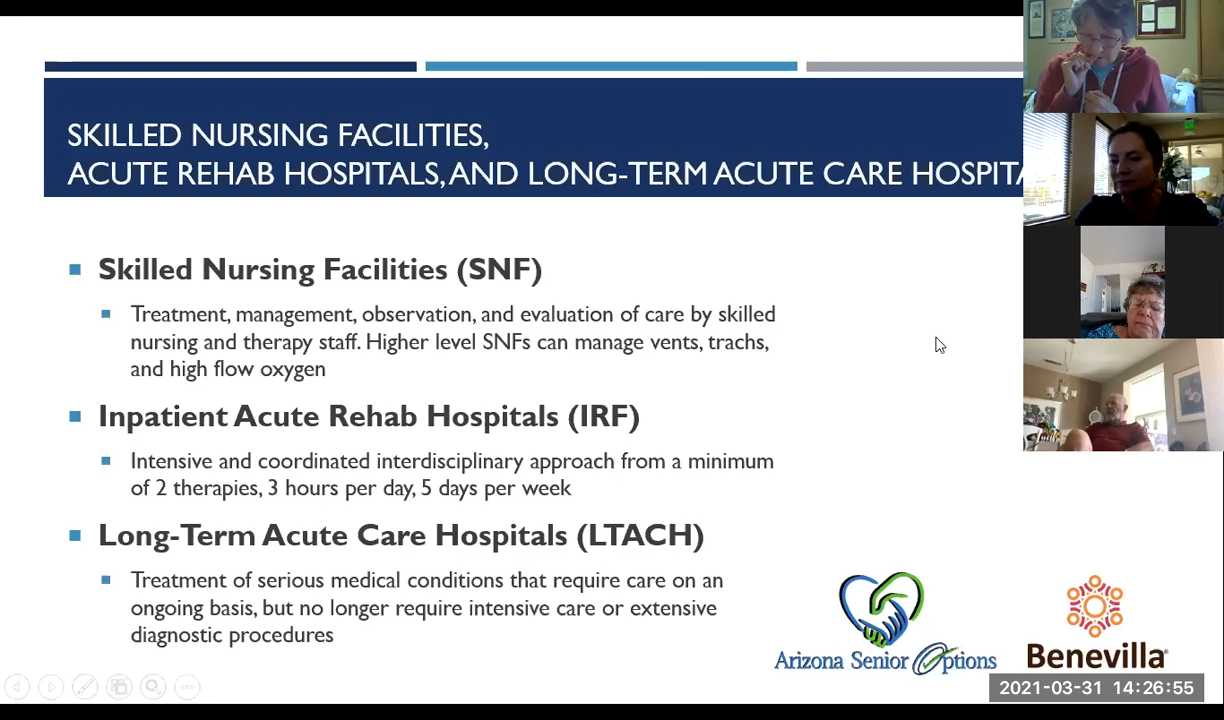 SKILLED NURSING FACILITIES,
ACUTE REHAB HOSPITALS, AND LONG-TERM ACUTE CARE HOSPITA
Skilled Nursing Facilities (SNF)
Treatment, management, observation, and evaluation of care by skilled
nursing and therapy staff. Higher level SNFs can manage vents, trachs,
and high flow oxygen
Inpatient Acute Rehab Hospitals (IRF)
Intensive and coordinated interdisciplinary approach from a minimum
of 2 therapies, 3 hours per day, 5 days per week
Long-Term Acute Care Hospitals (LTACH)
Treatment of serious medical conditions that require care on an
ongoing basis, but no longer require intensive care or extensive
diagnostic procedures
Arizona Senior Options
Benevilla
2021-03-31 14:26:55